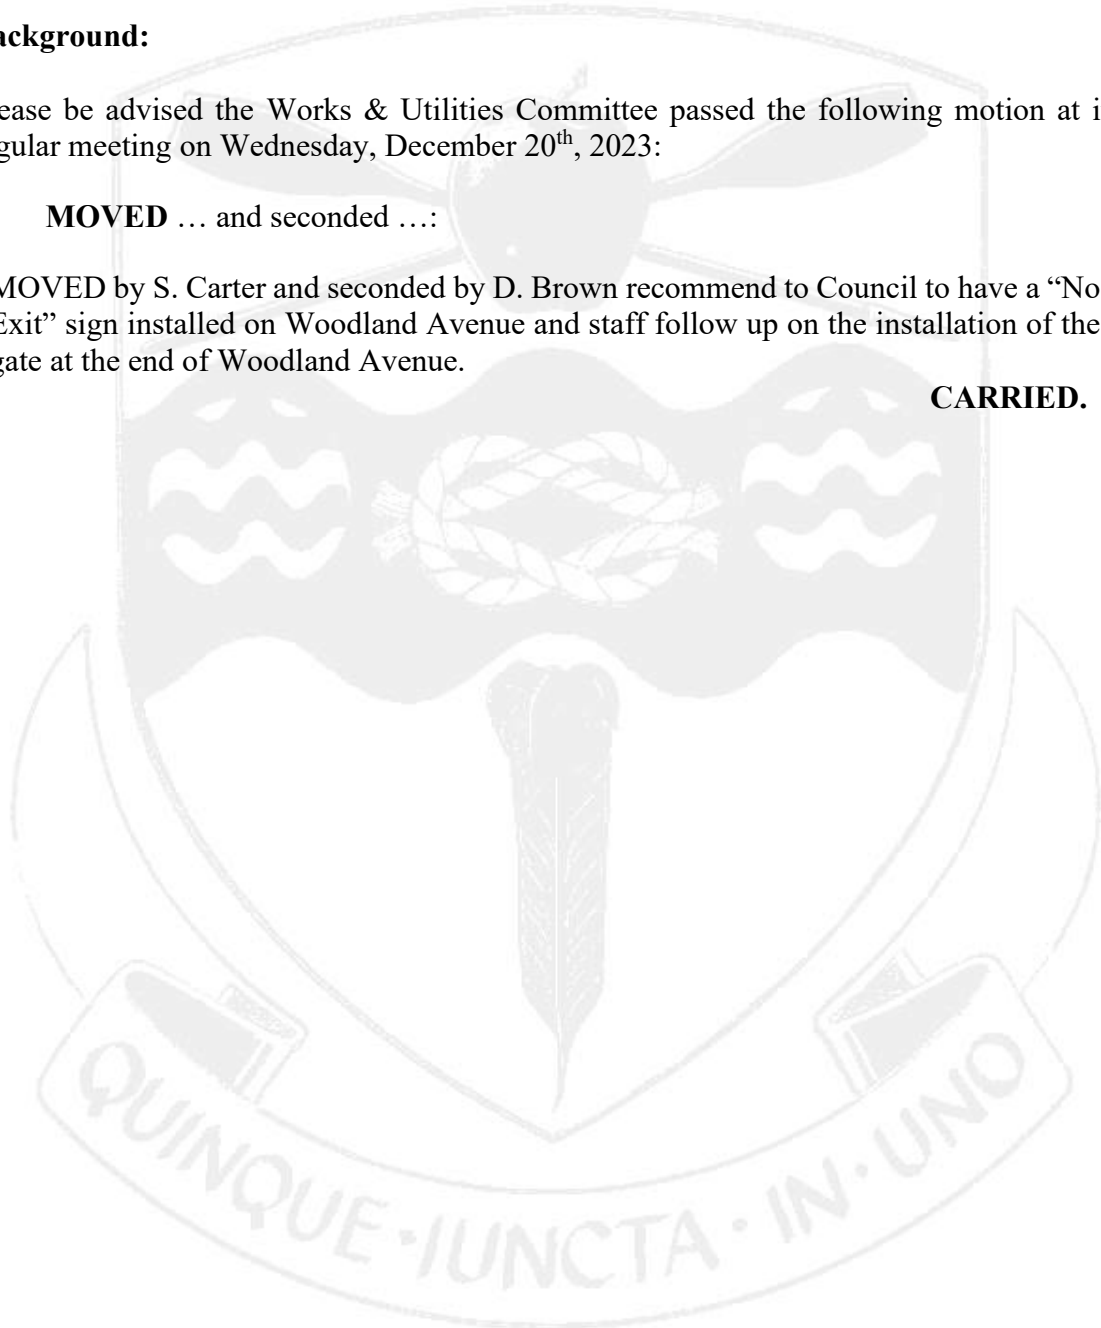 ackground:
ease be advised the Works & Utilities Committee passed the following motion at i
gular meeting on Wednesday, December 20th, 2023:
MOVED … and seconded …:
MOVED by S. Carter and seconded by D. Brown recommend to Council to have a “No
Exit” sign installed on Woodland Avenue and staff follow up on the installation of the
gate at the end of Woodland Avenue.
CARRIED.
QUINQUE·IUNCTA·IN·UNO